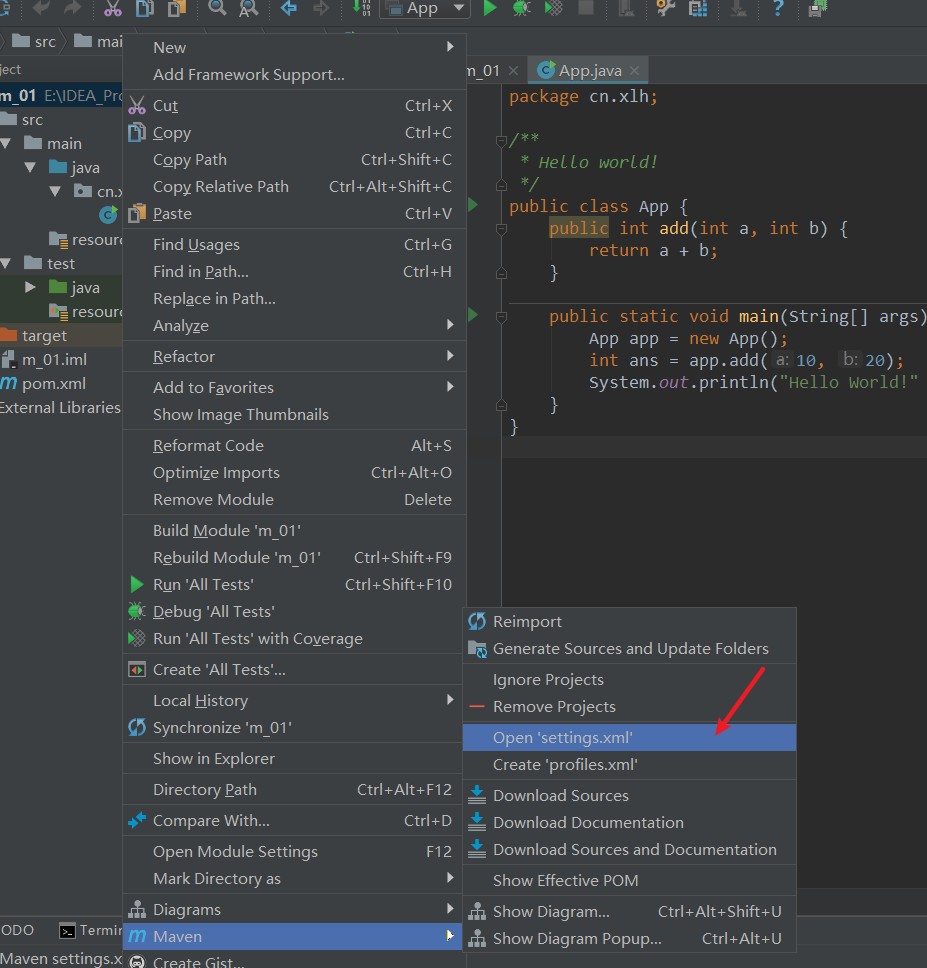 App
src
mai
ject
m_01 E:\IDEA_Pro
src
main
java
cn.x
resour
test
java
resour
target
m_01.iml
pom.xml
External Libraries
New
Add Framework Support...
Cut Ctrl+X
Copy Ctrl+C
Copy Path Ctrl+Shift+C
Copy Relative Path Ctrl+Alt+Shift+C
Paste Ctrl+V
Find Usages Ctrl+G
Find in Path... Ctrl+H
Replace in Path...
Analyze
Refactor
Add to Favorites
Show Image Thumbnails
Reformat Code Alt+S
Optimize Imports Ctrl+Alt+O
Remove Module Delete
Build Module 'm_01'
Rebuild Module 'm_01' Ctrl+Shift+F9
Run 'All Tests' Ctrl+Shift+F10
Debug 'All Tests'
Run 'All Tests' with Coverage
Create 'All Tests'...
Local History
Synchronize 'm_01'
Show in Explorer
Directory Path Ctrl+Alt+F12
Compare With... Ctrl+D
Open Module Settings F12
Mark Directory as
Diagrams
Maven
Create Gist...
m_01 App.java
package cn.xlh;
/**
* Hello world!
*/
public class App {
public int add(int a, int b) {
return a + b;
}
public static void main(String[] args)
App app = new App();
int ans = app.add( a: 10, b: 20);
System.out.println("Hello World!"
}
}
Reimport
Generate Sources and Update Folders
Ignore Projects
Remove Projects
Open 'settings.xml'
Create 'profiles.xml'
Download Sources
Download Documentation
Download Sources and Documentation
Show Effective POM
Show Diagram... Ctrl+Alt+Shift+U
Show Diagram Popup... Ctrl+Alt+U
ODO Termin
Maven settings.x